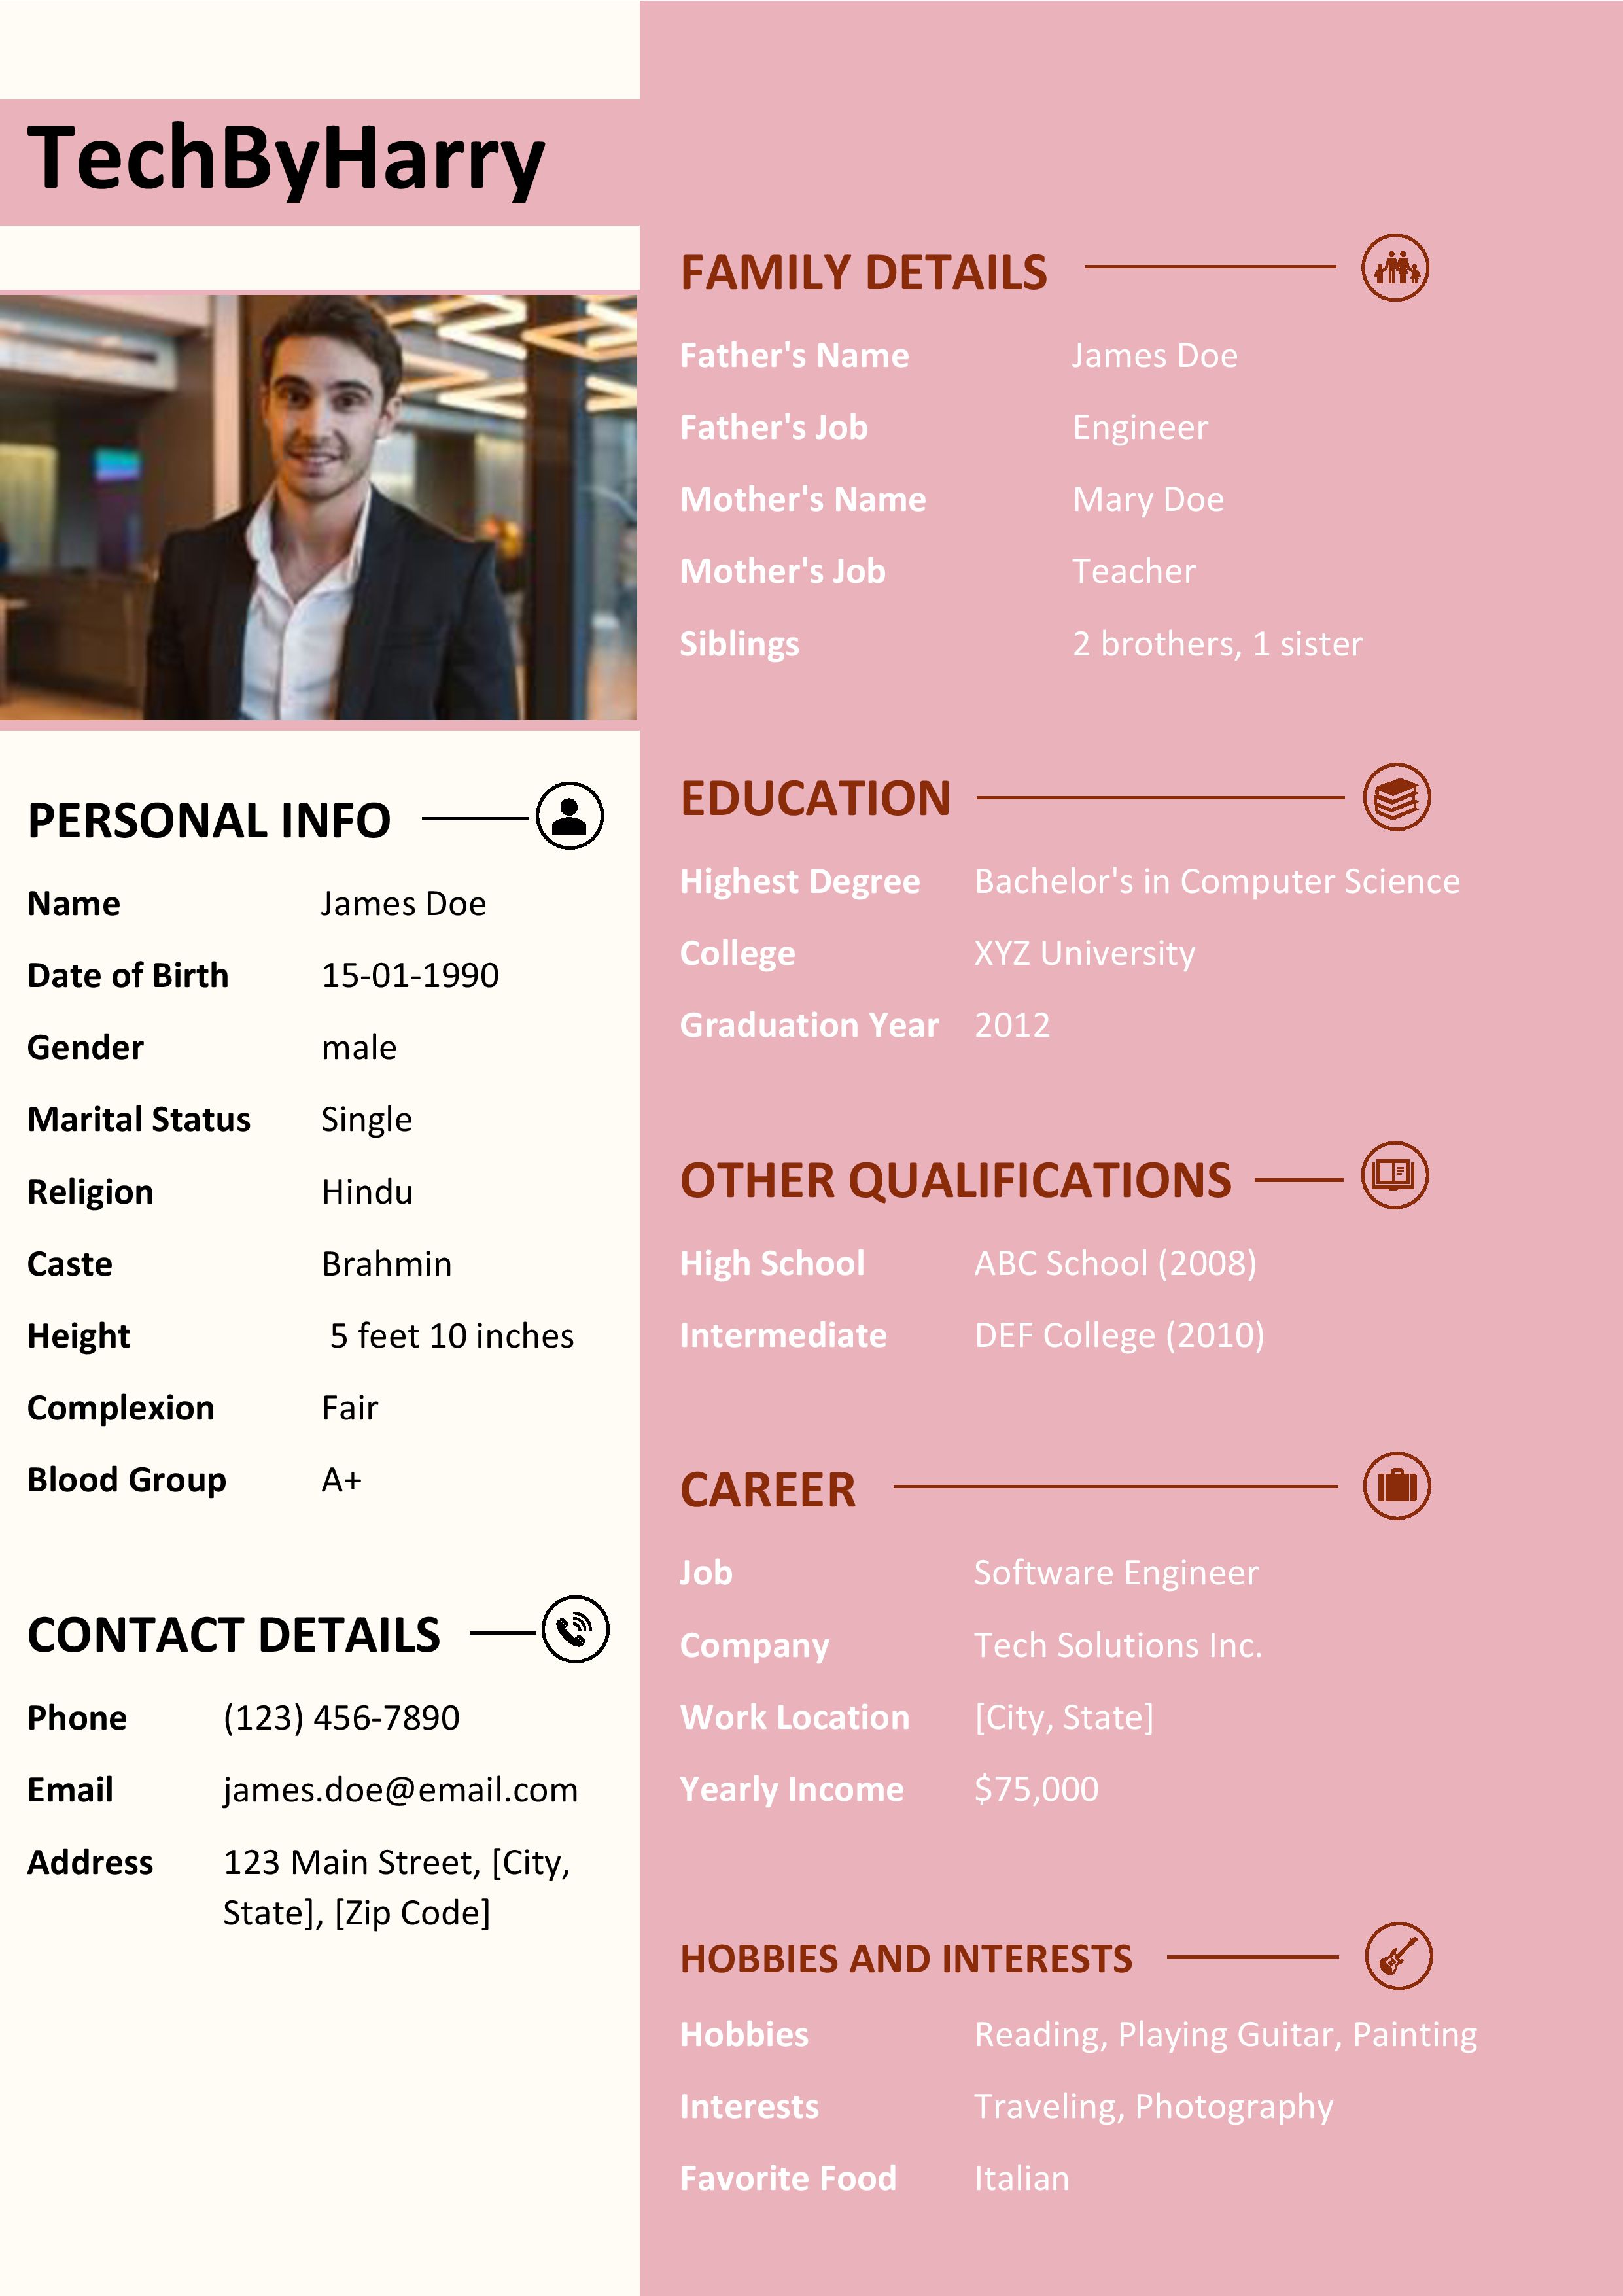 TechByHarry
PERSONAL INFO
Name James Doe
Date of Birth 15-01-1990
Gender male
Marital Status Single
Religion Hindu
Caste Brahmin
Height 5 feet 10 inches
Complexion Fair
Blood Group A+
CONTACT DETAILS
Phone (123) 456-7890
Email james.doe@email.com
Address 123 Main Street, [City,
State], [Zip Code]
FAMILY DETAILS
Father's Name James Doe
Father's Job Engineer
Mother's Name Mary Doe
Mother's Job Teacher
Siblings 2 brothers, 1 sister
EDUCATION
Highest Degree Bachelor's in Computer Science
College XYZ University
Graduation Year 2012
OTHER QUALIFICATIONS
High School ABC School (2008)
Intermediate DEF College (2010)
CAREER
Job Software Engineer
Company Tech Solutions Inc.
Work Location [City, State]
Yearly Income $75,000
HOBBIES AND INTERESTS
Hobbies Reading, Playing Guitar, Painting
Interests Traveling, Photography
Favorite Food Italian